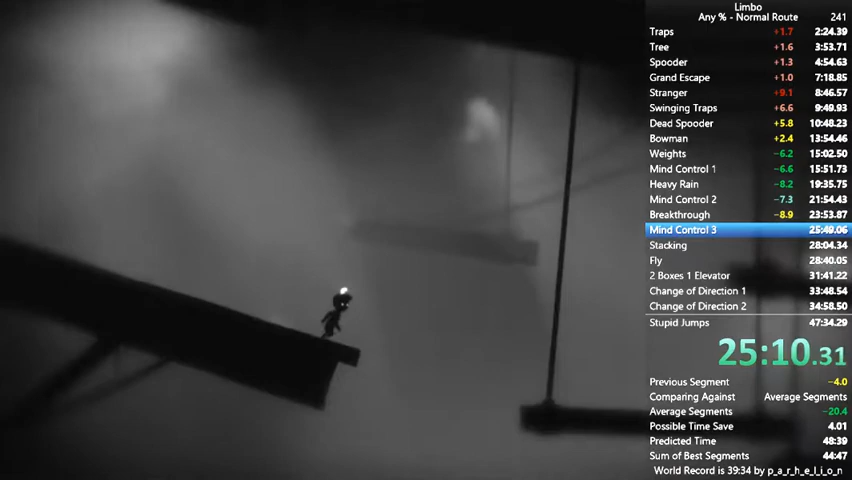 Limbo
Any % - Normal Route 241
Traps +1.7 2:24.39
Tree +1.6 3:53.71
Spooder +1.3 4:54.63
Grand Escape +1.0 7:18.85
Stranger +9.1 8:46.57
Swinging Traps +6.6 9:49.93
Dead Spooder +5.8 10:48.23
Bowman +2.4 13:54.46
Weights -6.2 15:02.50
Mind Control 1 -6.6 15:51.73
Heavy Rain -8.2 19:35.75
Mind Control 2 -7.3 21:54.43
Breakthrough -8.9 23:53.87
Mind Control 3 25:49.06
Stacking 28:04.34
Fly 28:40.05
2 Boxes 1 Elevator 31:41.22
Change of Direction 1 33:48.54
Change of Direction 2 34:58.50
Stupid Jumps 47:34.29
25:10.31
Previous Segment -4.0
Comparing Against Average Segments
Average Segments -20.4
Possible Time Save 4.01
Predicted Time 48:39
Sum of Best Segments 44:47
World Record is 39:34 by p_a_r_h_e_l_i_o_n